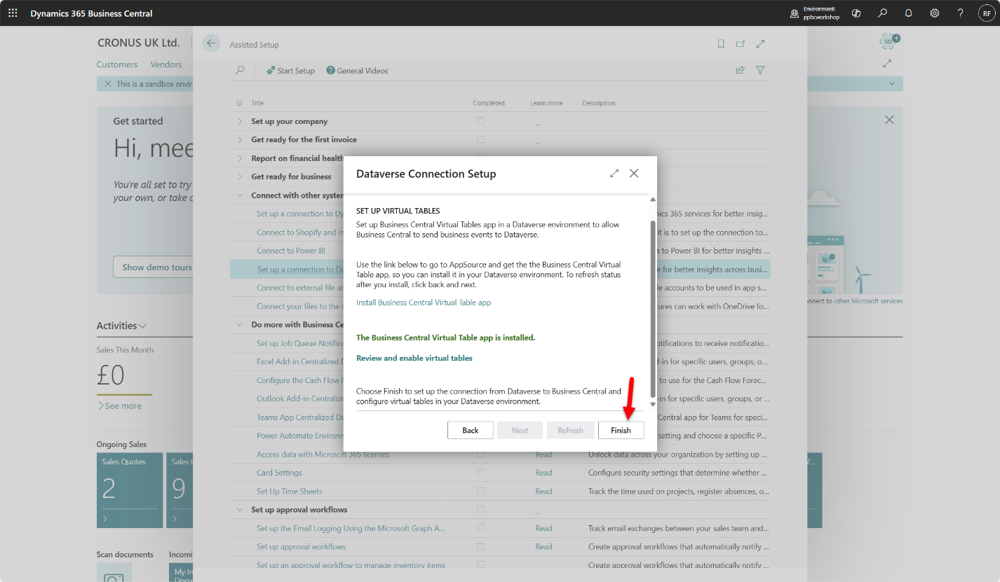 Dynamics 365 Business Central
Environment:
ppbcworkshop
RF
CRONUS UK Ltd.
Customers Vendors
This is a sandbox envir
Get started
Hi, mee
You're all set to try
your own, or take a
Show demo tours
Activities
Sales This Month
£0
See more
Ongoing Sales
Sales Quotes
2
Sales
9
Scan documents
Incomi
My In
Docu
Assisted Setup
Start Setup General Videos
Title Completed Learn more Description
Set up your company _
Get ready for the first invoice _
Report on financial health
Get ready for business
Connect with other system
Set up a connection to Dy
ics 365 services for better insig...
Connect to Shopify and in
it is to set up the connection to...
Connect to Power BI
a to Power BI for better insights ...
Set up a connection to Da
e for better insights across busi...
Connect to external file ac
le accounts to be used in app s...
Connect your files to the c
ures can work with OneDrive fo...
Do more with Business Ce
Set up Job Queue Notifica
otifications to receive notificatio...
Excel Add-in Centralized D
d-in for specific users, groups, o...
Configure the Cash Flow F
to use for the Cash Flow Forec...
Outlook Add-in Centralize
-in for specific users, groups, or ...
Teams App Centralized De
Central app for Teams for speci...
Power Automate Environm
setting and choose a specific P...
Access data with Microsoft 365 licenses Read Unlock data across your organization by setting up ...
Card Settings Read Configure security settings that determine whether ...
Set Up Time Sheets Read Track the time used on projects, register absences, o...
Set up approval workflows _
Set up the Email Logging Using the Microsoft Graph A... Read Track email exchanges between your sales team and...
Set up approval workflows Read Create approval workflows that automatically notify ...
Set up an approval workflow to manage inventory items Create approval workflows that automatically notify ...
Dataverse Connection Setup
SET UP VIRTUAL TABLES
Set up Business Central Virtual Tables app in a Dataverse environment to allow
Business Central to send business events to Dataverse.
Use the link below to go to AppSource and get the the Business Central Virtual
Table app, so you can install it in your Dataverse environment. To refresh status
after you install, click back and next.
Install Business Central Virtual Table app
The Business Central Virtual Table app is installed.
Review and enable virtual tables
Choose Finish to set up the connection from Dataverse to Business Central and
configure virtual tables in your Dataverse environment.
Back Next Refresh Finish
SO
nnect to other Microsoft services